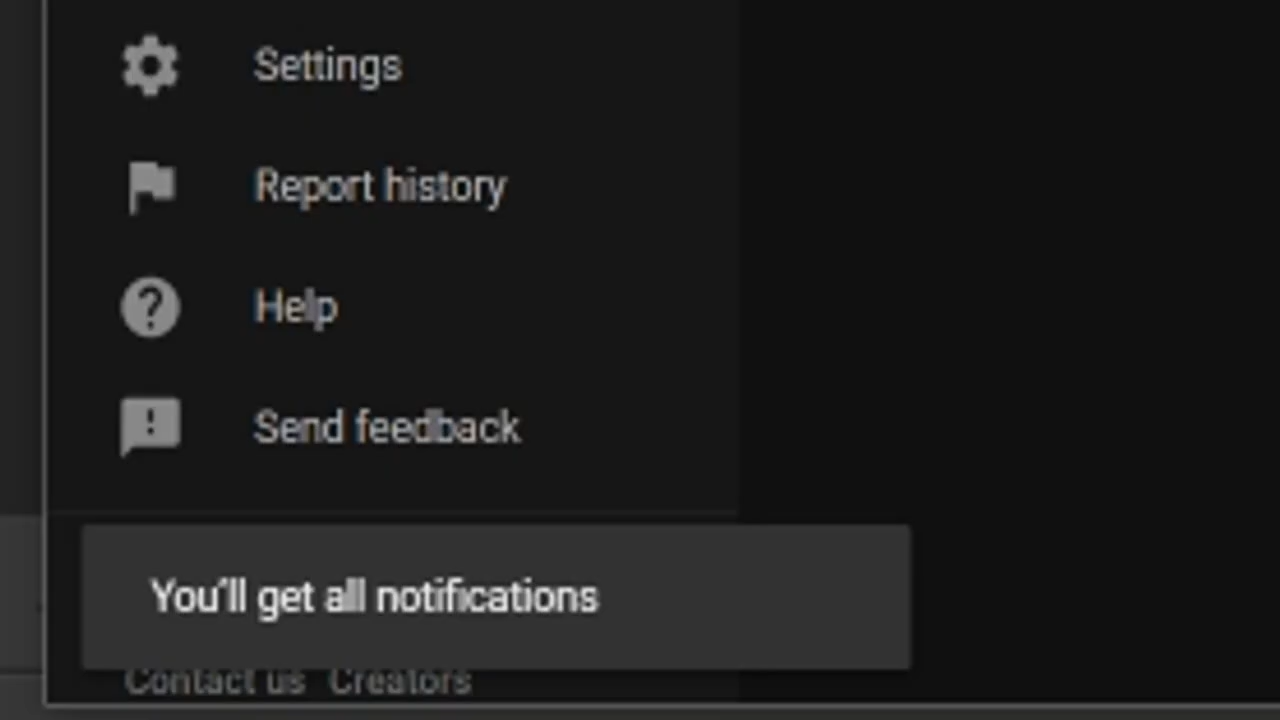 Settings
Report history
Help
Send feedback
You'll get all notifications
Contact us Creators